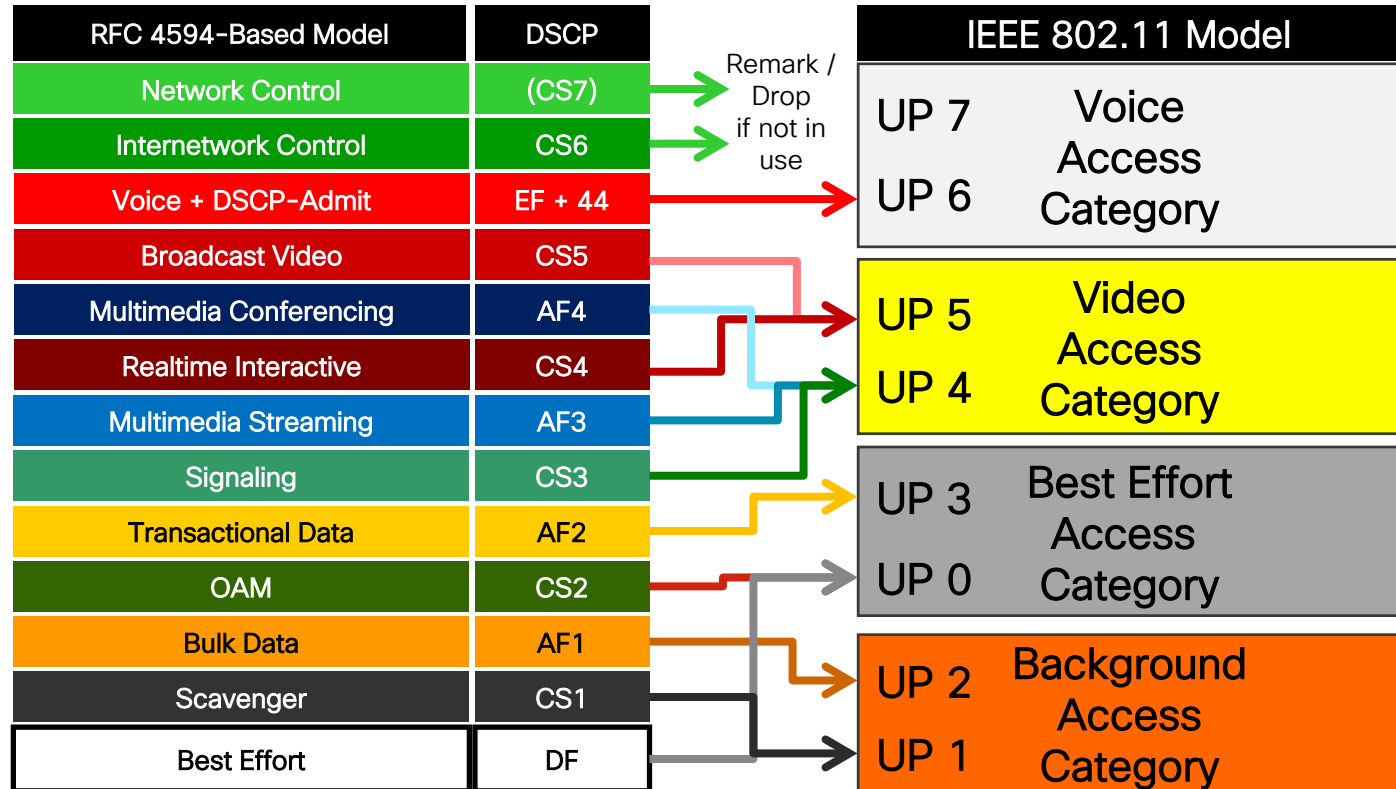 RFC 4594-Based Model
DSCP
IEEE 802.11 Model
Network Control
(CS7)
Internetwork Control
CS6
Voice + DSCP-Admit
EF + 44
Broadcast Video
CS5
Multimedia Conferencing
AF4
Realtime Interactive
CS4
Multimedia Streaming
AF3
Signaling
CS3
Transactional Data
AF2
OAM
CS2
Bulk Data
AF1
Scavenger
CS1
Best Effort
DF
Remark /
Drop
if not in
use
UP 7
UP 6
Voice
Access
Category
UP 5
UP 4
Video
Access
Category
UP 3
UP 0
Best Effort
Access
Category
UP 2
UP 1
Background
Access
Category